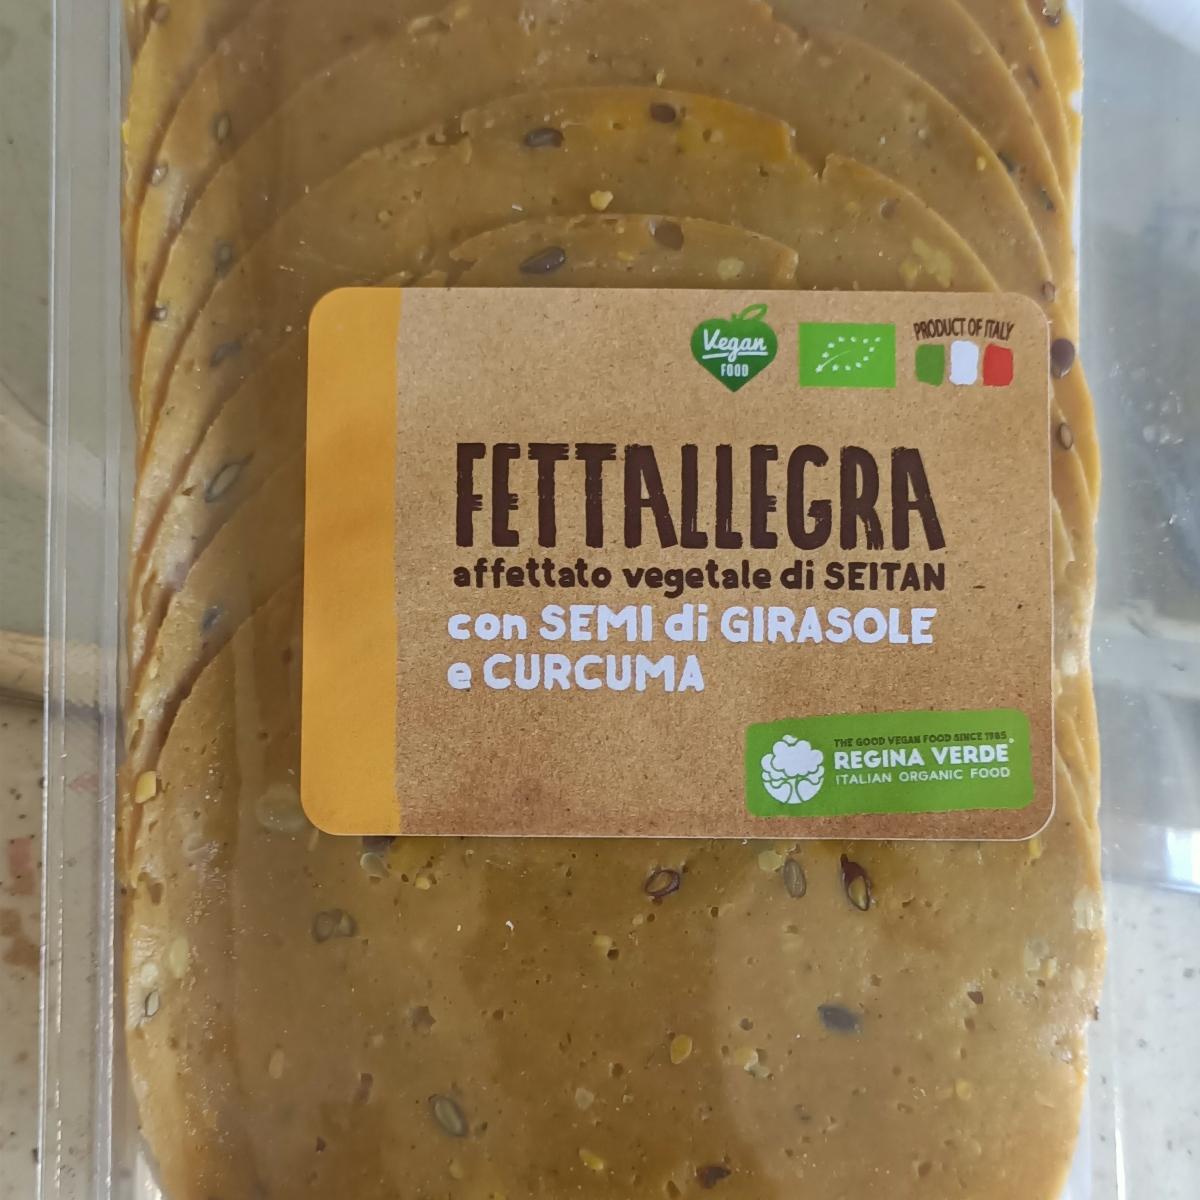 Vegan
FOOD
PRODUCT OF ITALY
FETTALLEGRA
affettato vegetale di SEITAN
con SEMI di GIRASOLE
e CURCUMA
THE GOOD VEGAN FOOD SINCE 1985
REGINA VERDE®
ITALIAN ORGANIC FOOD